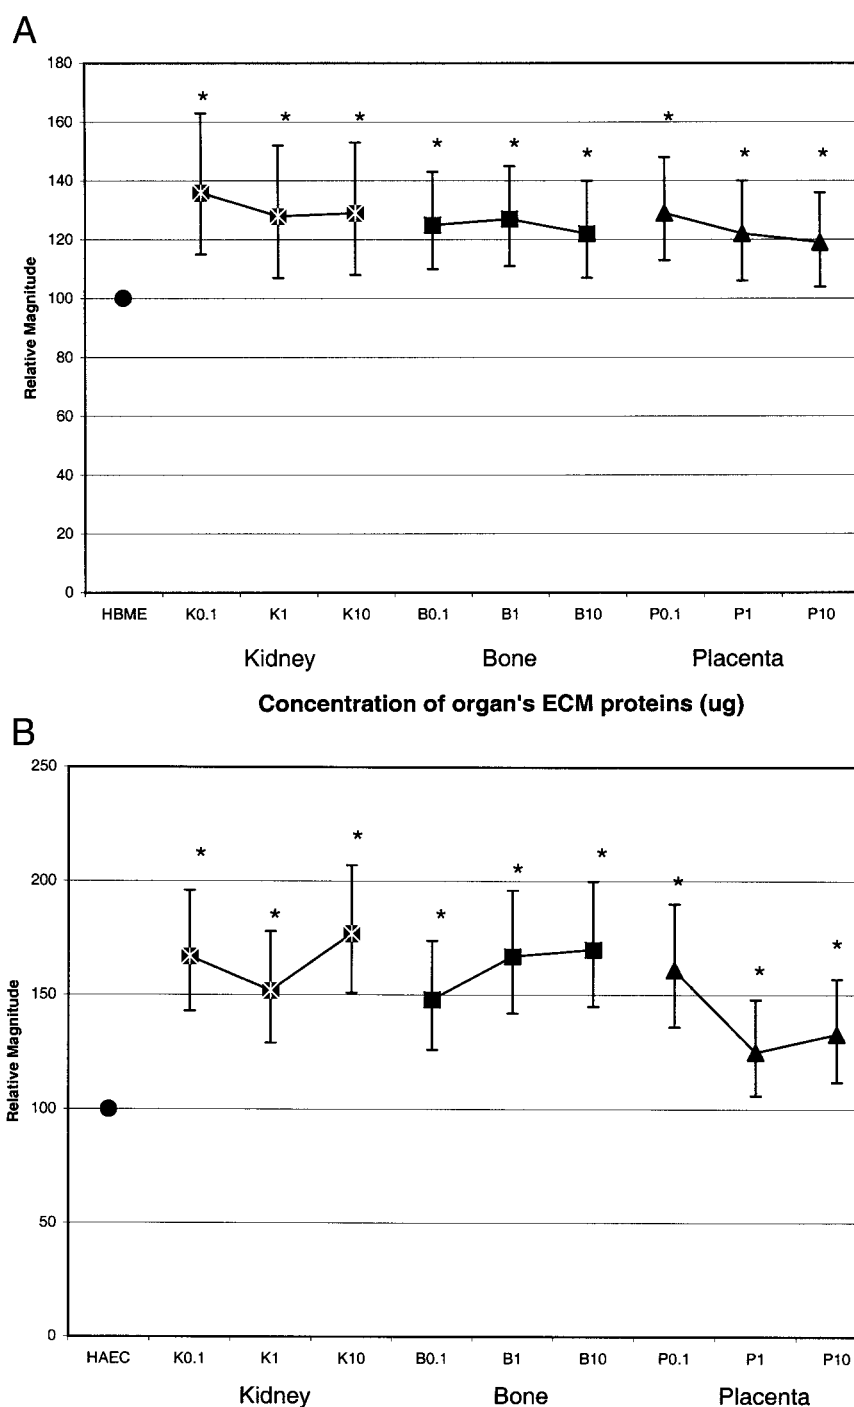 A
180
160
140
120
100
80
60
40
20
0
Relative Magnitude
* * * * * * * * *
HBME K0.1 K1 K10 B0.1 B1 B10 P0.1 P1 P10
Kidney Bone Placenta
Concentration of organ's ECM proteins (ug)
B
250
200
150
100
50
0
Relative Magnitude
* * * * * * * * *
HAEC K0.1 K1 K10 B0.1 B1 B10 P0.1 P1 P10
Kidney Bone Placenta